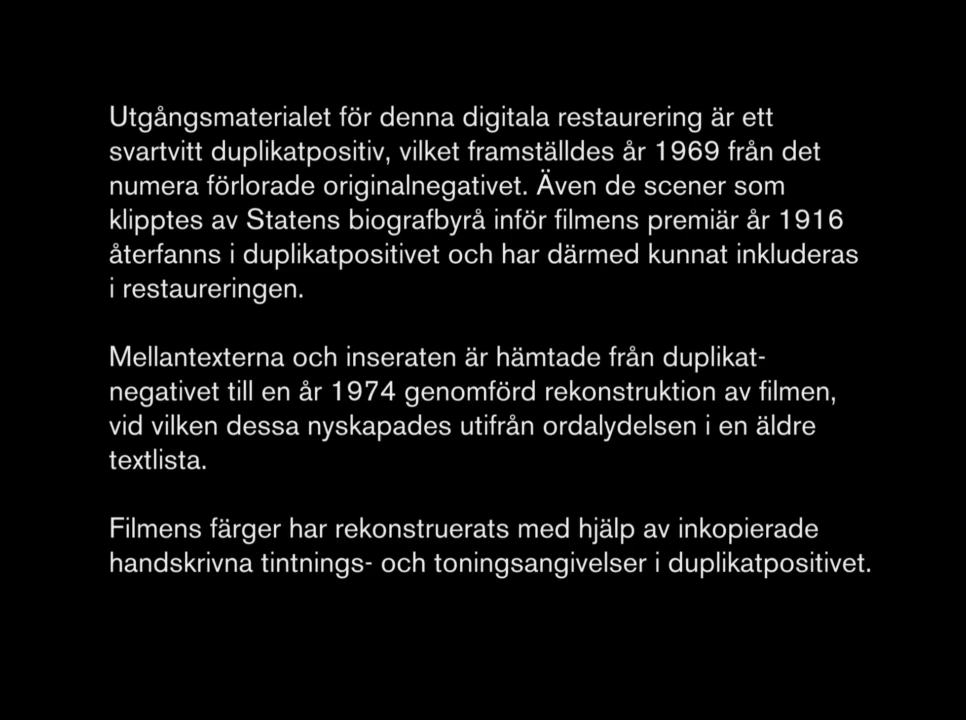 Utgångsmaterialet för denna digitala restaurering är ett
svartvitt duplikatpositiv, vilket framställdes år 1969 från det
numera förlorade originalnegativet. Även de scener som
klipptes av Statens biografbyrå inför filmens premiär år 1916
återfanns i duplikatpositivet och har därmed kunnat inkluderas
i restaureringen.
Mellantexterna och inseraten är hämtade från duplikat-
negativet till en år 1974 genomförd rekonstruktion av filmen,
vid vilken dessa nyskapades utifrån ordalydelsen i en äldre
textlista.
Filmens färger har rekonstruerats med hjälp av inkopierade
handskrivna tintnings- och toningsangivelser i duplikatpositivet.